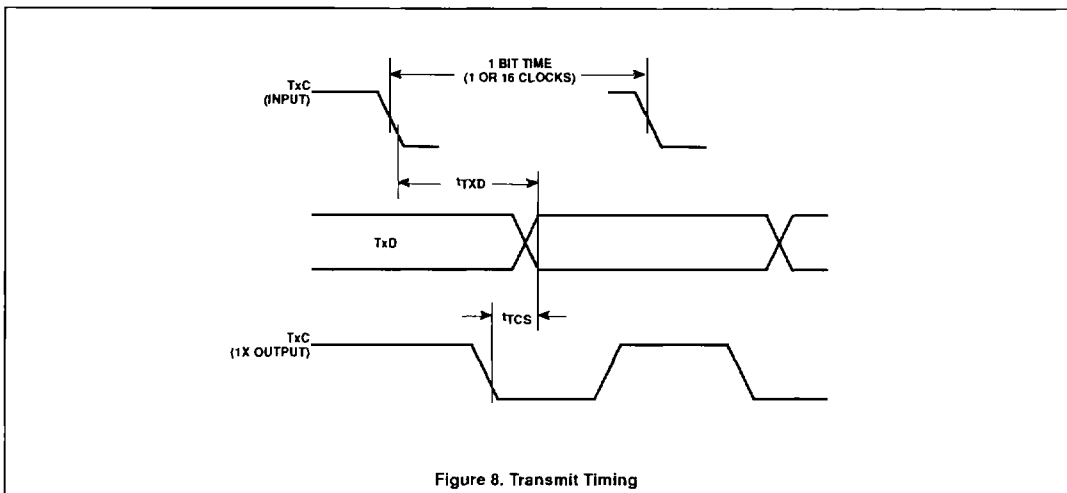 1 BIT TIME
(1 OR 16 CLOCKS)
TxC
(INPUT)
tTXD
TxD
tTCS
TxC
(1X OUTPUT)
Figure 8. Transmit Timing